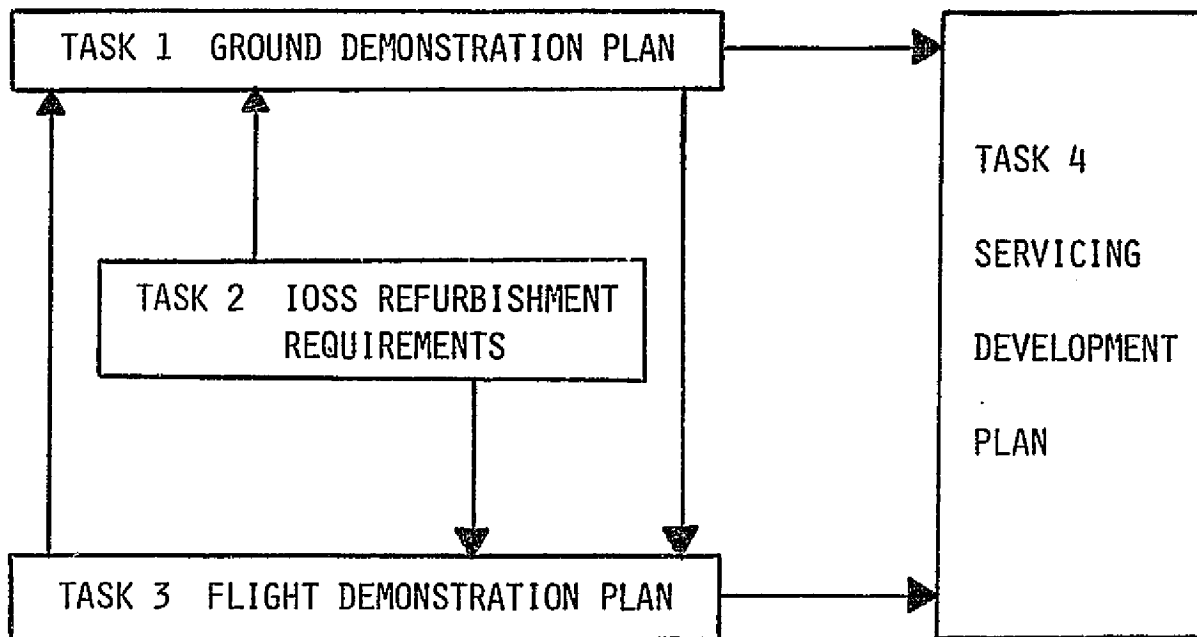 TASK 1 GROUND DEMONSTRATION PLAN
TASK 2 IOSS REFURBISHMENT
REQUIREMENTS
TASK 3 FLIGHT DEMONSTRATION PLAN
TASK 4
SERVICING
DEVELOPMENT
PLAN